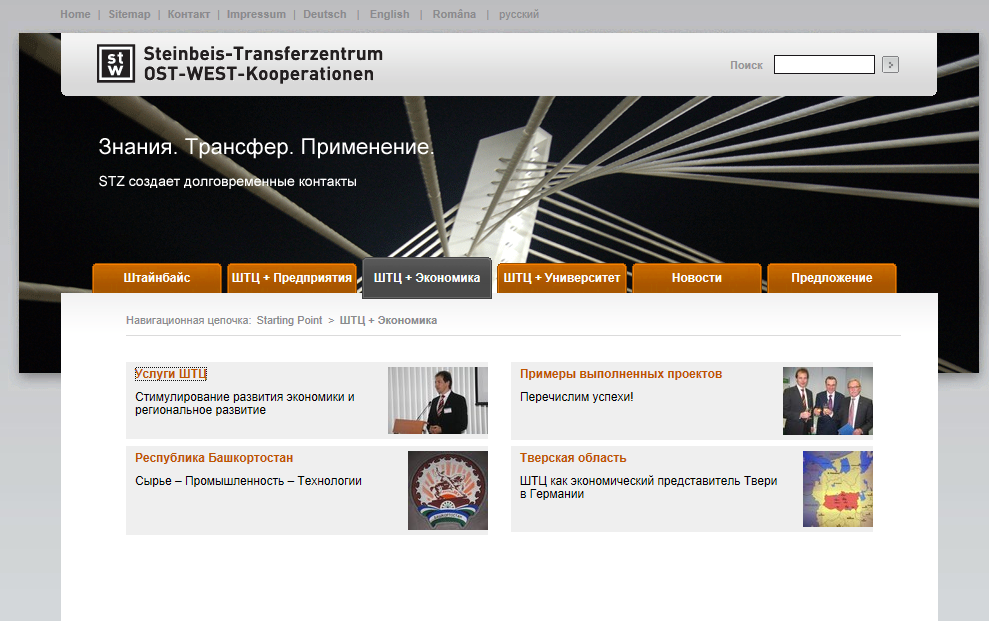 Home | Sitemap | Контакт | Impressum | Deutsch | English | Româna | русский
stw
Steinbeis-Transferzentrum
OST-WEST-Kooperationen
Поиск
Знания. Трансфер. Применение.
STZ создает долговременные контакты
Штайнбайс
ШТЦ + Предприятия
ШТЦ + Экономика
ШТЦ + Университет
Новости
Предложение
Навигационная цепочка: Starting Point > ШТЦ + Экономика
Услуги ШТЦ
Стимулирование развития экономики и
региональное развитие
Примеры выполненных проектов
Перечислим успехи!
Республика Башкортостан
Сырье – Промышленность – Технологии
БАШКОРТОСТАН
Тверская область
ШТЦ как экономический представитель Твери
в Германии